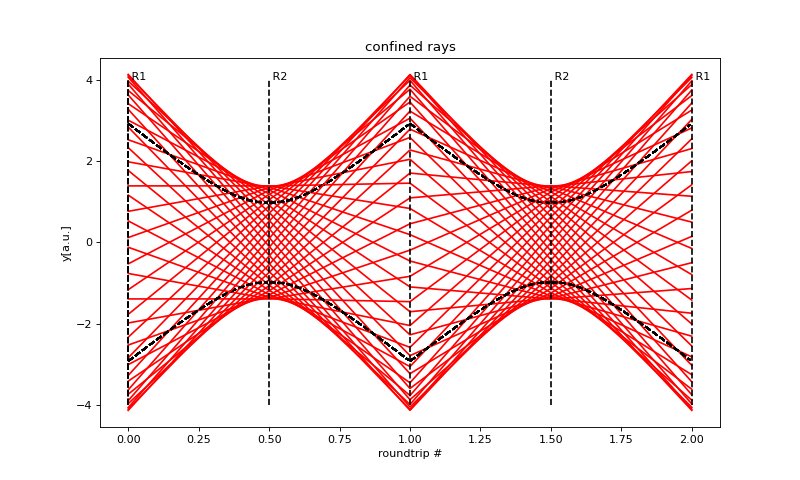 confined rays
R1
R2
R1
R2
R1
4
2
0
−2
−4
y[a.u.]
0.00
0.25
0.50
0.75
1.00
1.25
1.50
1.75
2.00
roundtrip #